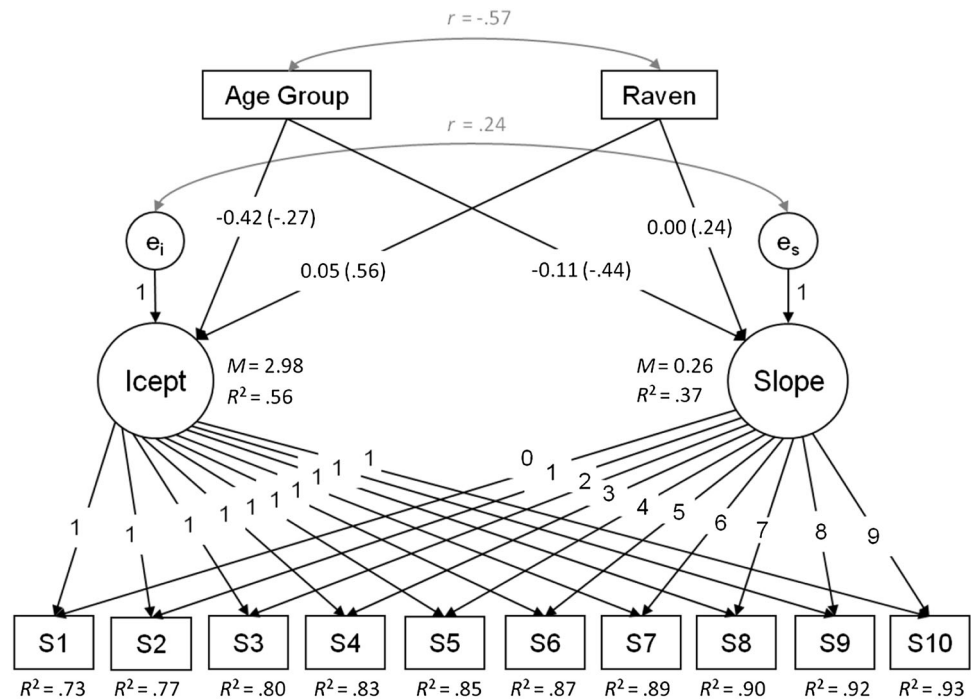 r = -.57
Age Group
Raven
r = .24
-0.42 (-.27)
0.00 (.24)
ei
es
0.05 (.56)
-0.11 (-.44)
1
1
Icept
M = 2.98
R² = .56
M = 0.26
R² = .37
Slope
1 1 1 1 1 1 1 1 1 1
0 1 2 3 4 5 6 7 8 9
S1 S2 S3 S4 S5 S6 S7 S8 S9 S10
R² = .73 R² = .77 R² = .80 R² = .83 R² = .85 R² = .87 R² = .89 R² = .90 R² = .92 R² = .93